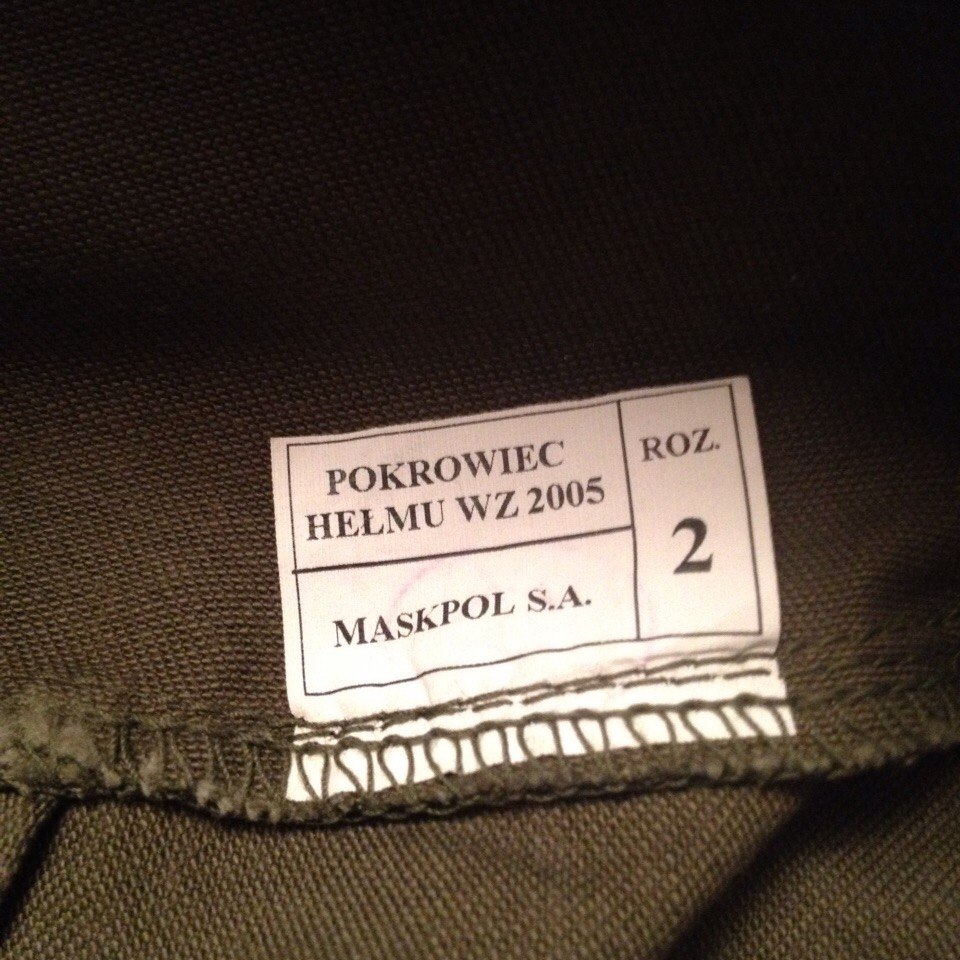 POKROWIEC
HEŁMU WZ 2005
MASKPOL S.A.
ROZ.
2